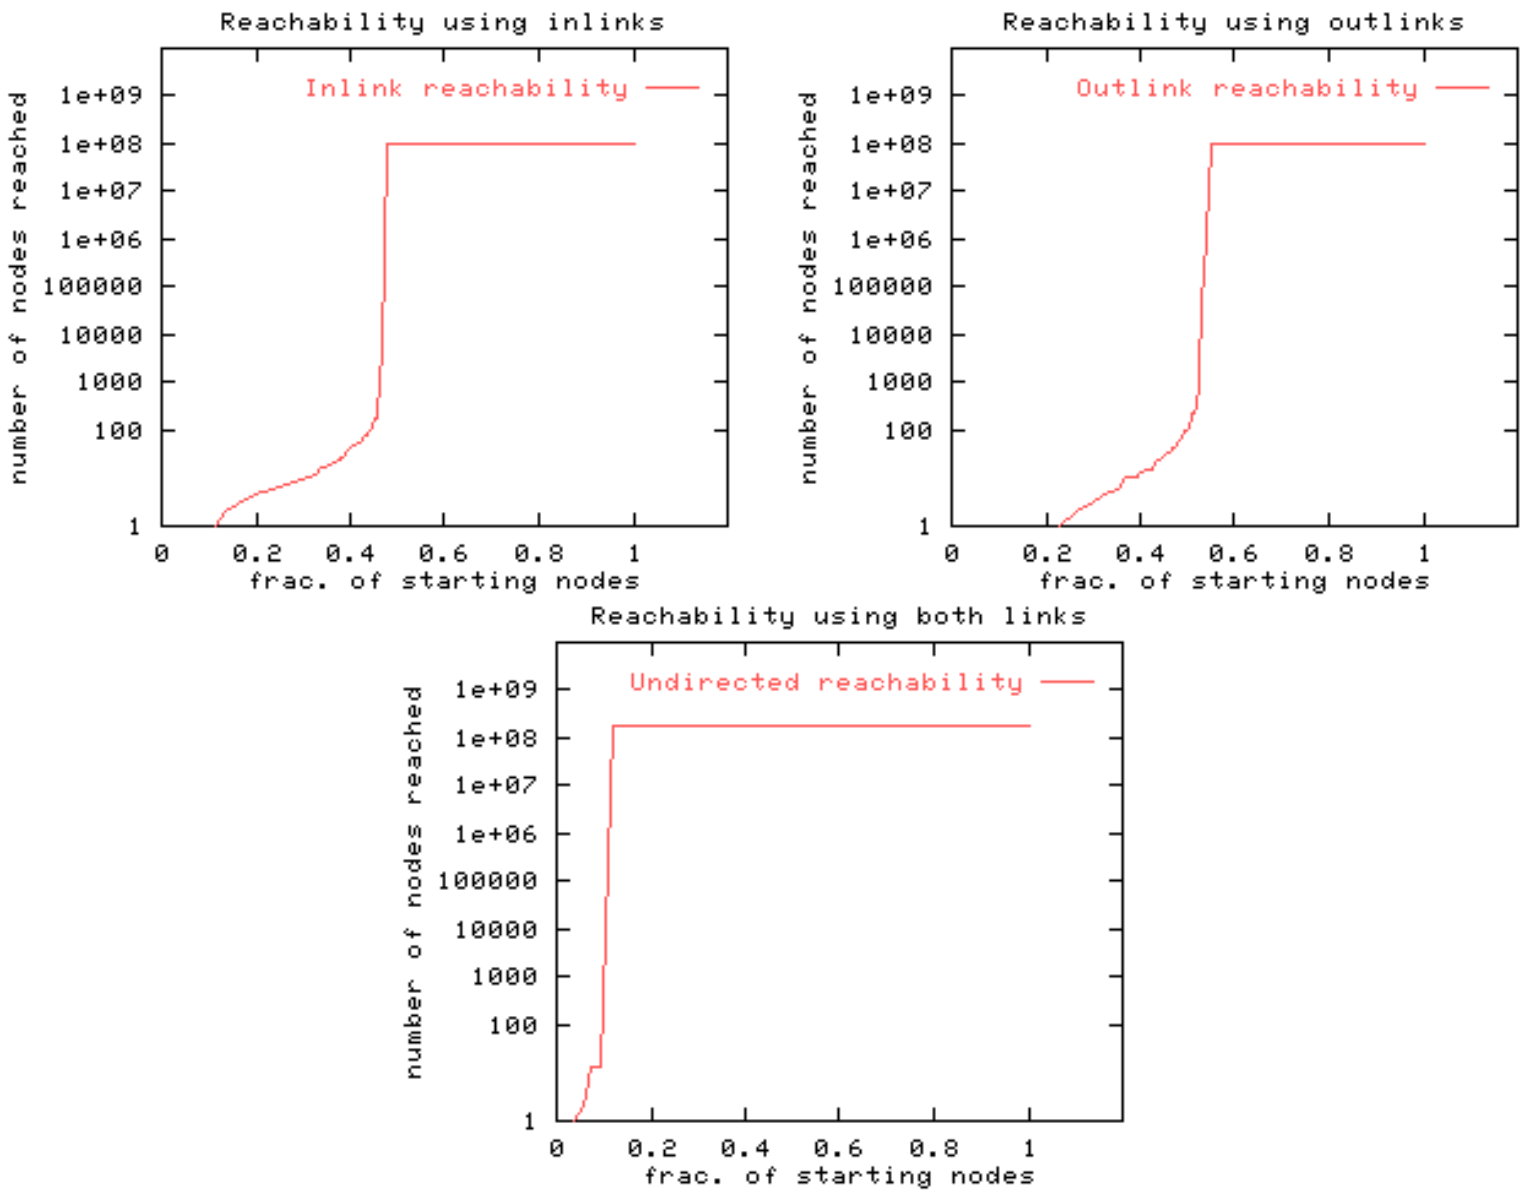 Reachability using inlinks
Inlink reachability
number of nodes reached
1e+09
1e+08
1e+07
1e+06
100000
10000
1000
100
1
0 0.2 0.4 0.6 0.8 1
frac. of starting nodes
Reachability using outlinks
Outlink reachability
number of nodes reached
1e+09
1e+08
1e+07
1e+06
100000
10000
1000
100
1
0 0.2 0.4 0.6 0.8 1
frac. of starting nodes
Reachability using both links
Undirected reachability
number of nodes reached
1e+09
1e+08
1e+07
1e+06
100000
10000
1000
100
1
0 0.2 0.4 0.6 0.8 1
frac. of starting nodes